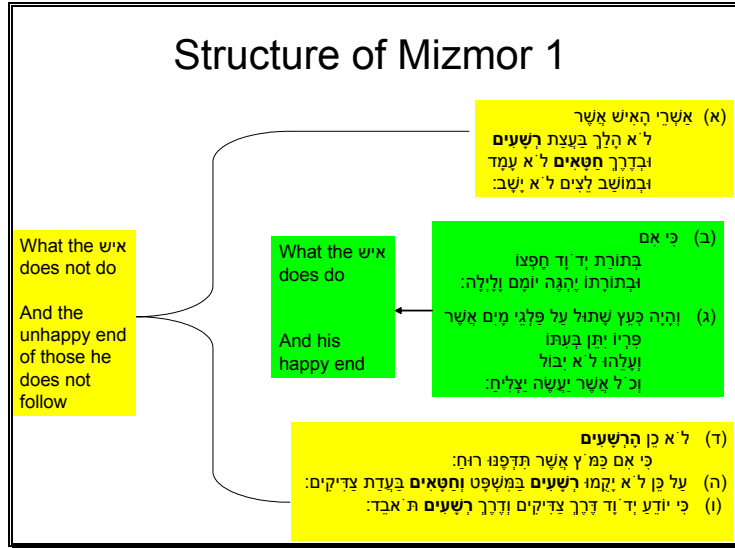 Structure of Mizmor 1
(א) אַשְׁרֵי הָאִישׁ אֲשֶׁר
לֹא הָלַךְ בַּעֲצַת רְשָׁעִים
וּבְדֶרֶךְ חַטָּאִים לֹא עָמָד
וּבְמוֹשַׁב לֵצִים לֹא יָשָׁב:
What the איש
does not do
And the
unhappy end
of those he
does not
follow
What the איש
does do
And his
happy end
(ב) כִּי אִם
בְּתוֹרַת יְדֹוָד חֶפְצוֹ
וּבְתוֹרָתוֹ יֶהְגֶּה יוֹמָם וָלָיְלָה:
(ג) וְהָיָה כְּעֵץ שָׁתוּל עַל פַּלְגֵי מָיִם אֲשֶׁר
פִּרְיוֹ יִתֵּן בְּעִתּוֹ
וְעָלֵהוּ לֹא יִבּוֹל
וְכֹל אֲשֶׁר יַעֲשֶׂה יַצְלִיחַ:
(ד) לֹא כֵן הָרְשָׁעִים
כִּי אִם כַּמֹּץ אֲשֶׁר תִּדְּפֶנּוּ רוּחַ:
(ה) עַל כֵּן לֹא יָקֻמוּ רְשָׁעִים בַּמִּשְׁפָּט וְחַטָּאִים בַּעֲדַת צַדִּיקִים:
(ו) כִּי יוֹדֵעַ יְדֹוָד דֶּרֶךְ צַדִּיקִים וְדֶרֶךְ רְשָׁעִים תֹּאבֵד: